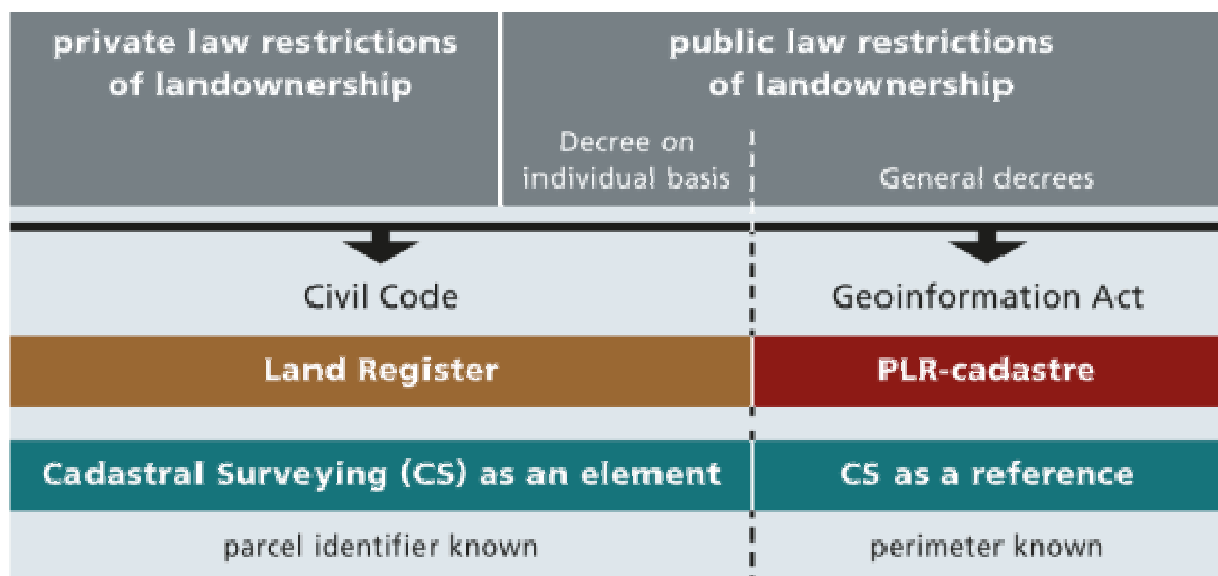 private law restrictions
of landownership
public law restrictions
of landownership
Decree on
individual basis
General decrees
Civil Code
Geoinformation Act
Land Register
PLR-cadastre
Cadastral Surveying (CS) as an element
CS as a reference
parcel identifier known
perimeter known